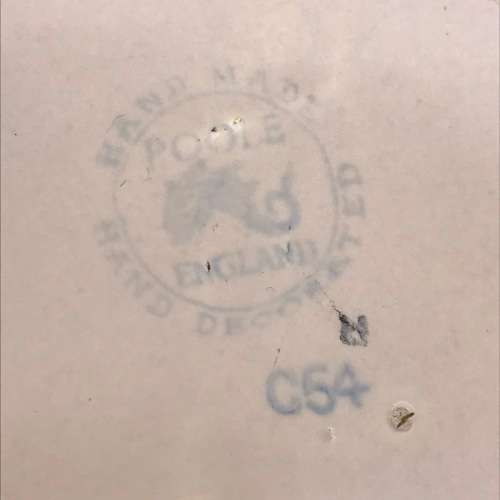 HAND MADE
POOLE
ENGLAND
HAND DECORATED
C54